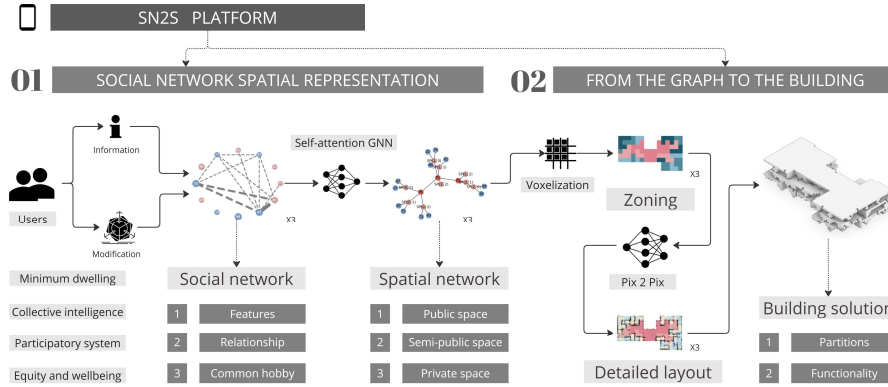 SN2S PLATFORM
01 SOCIAL NETWORK SPATIAL REPRESENTATION
02 FROM THE GRAPH TO THE BUILDING
Users
Information
Modification
X3
Self-attention GNN
X3
Voxelization
X3
Zoning
Pix 2 Pix
X3
Detailed layout
Minimum dwelling
Collective intelligence
Participatory system
Equity and wellbeing
Social network
1 Features
2 Relationship
3 Common hobby
Spatial network
1 Public space
2 Semi-public space
3 Private space
Building solution
1 Partitions
2 Functionality